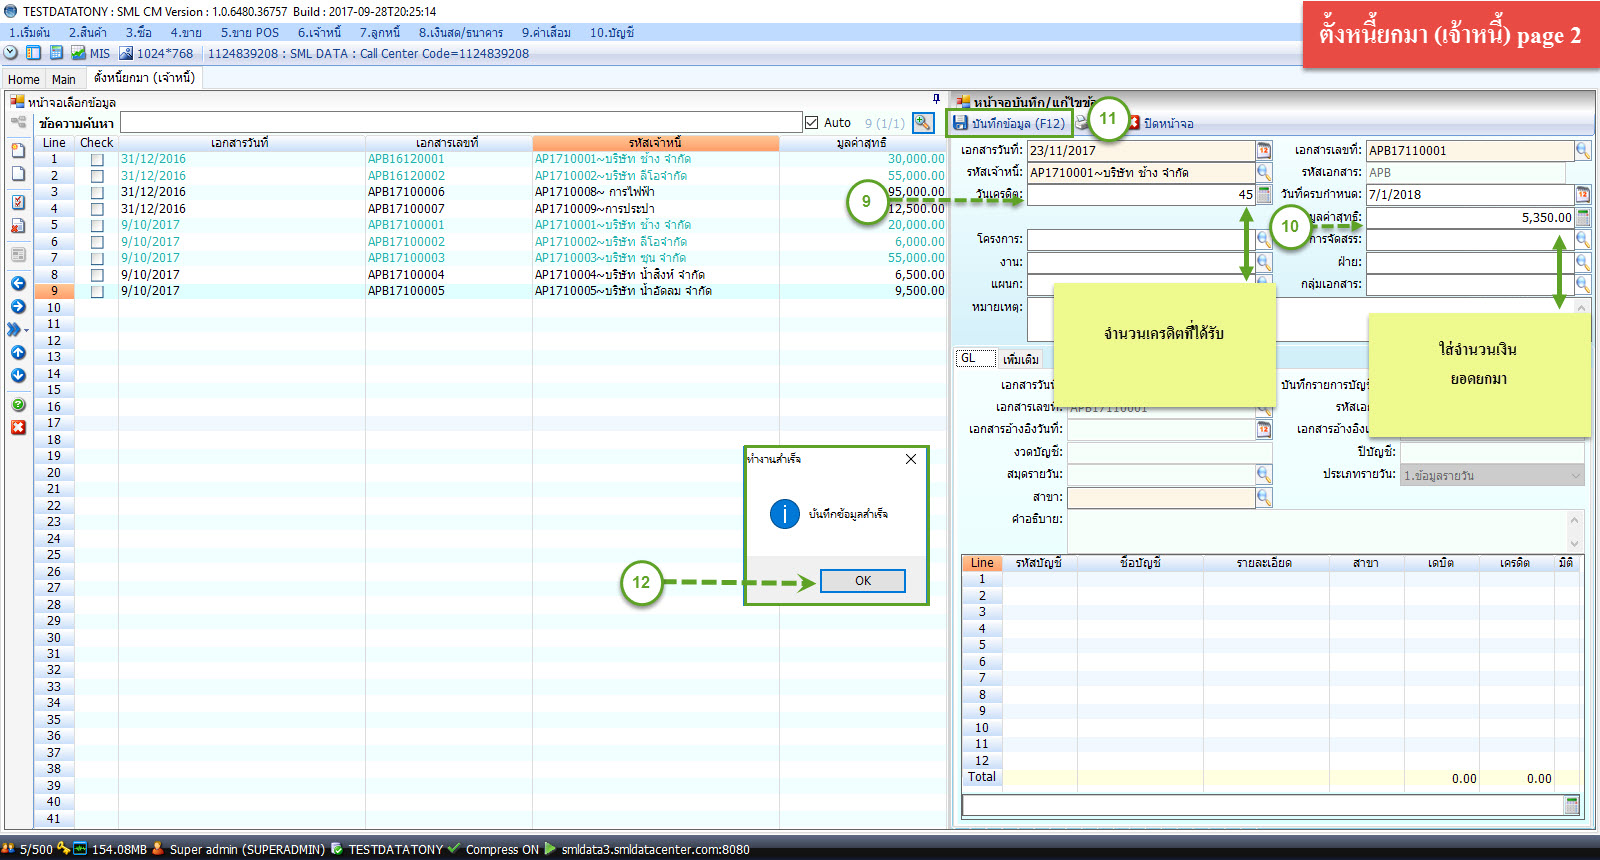 TESTDATATONY : SML CM Version : 1.0.6480.36757 Build : 2017-09-28T20:25:14
ตั้งหนี้ยกมา (เจ้าหนี้) page 2
1.เริ่มต้น 2.สินค้า 3.ซื้อ 4.ขาย 5.ขาย POS 6.เจ้าหนี้ 7.ลูกหนี้ 8.เงินสด/ธนาคาร 9.ค่าเสื่อม 10.บัญชี
MIS 1024*768 1124839208 : SML DATA : Call Center Code=1124839208
Home Main ตั้งหนี้ยกมา (เจ้าหนี้)
หน้าจอเลือกข้อมูล
ข้อความค้นหา Auto 9 (1/1)
Line Check เอกสารวันที่ เอกสารเลขที่ รหัสเจ้าหนี้ มูลค่าสุทธิ
1 31/12/2016 APB16120001 AP1710001~บริษัท ช้าง จำกัด 30,000.00
2 31/12/2016 APB16120002 AP1710002~บริษัท ลีโอจำกัด 55,000.00
3 31/12/2016 APB17100006 AP1710008~ การไฟฟ้า 95,000.00
4 31/12/2016 APB17100007 AP1710009~การประปา 12,500.00
5 9/10/2017 APB17100001 AP1710001~บริษัท ช้าง จำกัด 20,000.00
6 9/10/2017 APB17100002 AP1710002~บริษัท ลีโอจำกัด 6,000.00
7 9/10/2017 APB17100003 AP1710003~บริษัท ชุน จำกัด 55,000.00
8 9/10/2017 APB17100004 AP1710004~บริษัท น้ำสิงห์ จำกัด 6,500.00
9 9/10/2017 APB17100005 AP1710005~บริษัท น้ำอัดลม จำกัด 9,500.00
10
11
12
13
14
15
16
17
18
19
20
21
22
23
24
25
26
27
28
29
30
31
32
33
34
35
36
37
38
39
40
41
ทำงานสำเร็จ
บันทึกข้อมูลสำเร็จ
12
OK
หน้าจอบันทึก/แก้ไขข้อ
บันทึกข้อมูล (F12) 11 ปิดหน้าจอ
เอกสารวันที่: 23/11/2017 เอกสารเลขที่: APB17110001
รหัสเจ้าหนี้: AP1710001~บริษัท ช้าง จำกัด รหัสเอกสาร: APB
9 วันเครดิต: 45 วันที่ครบกำหนด: 7/1/2018
10 มูลค่าสุทธิ: 5,350.00
โครงการ: การจัดสรร:
งาน: ฝ่าย:
แผนก: กลุ่มเอกสาร:
หมายเหตุ:
จำนวนเครดิตที่ได้รับ
ใส่จำนวนเงิน
ยอดยกมา
GL เพิ่มเติม
เอกสารวันที่ บันทึกรายการบัญชี
เอกสารเลขที่: APB17110001 รหัสเอ
เอกสารอ้างอิงวันที่: เอกสารอ้างอิงเ
งวดบัญชี: ปีบัญชี:
สมุดรายวัน: ประเภทรายวัน: 1.ข้อมูลรายวัน
สาขา:
คำอธิบาย:
Line รหัสบัญชี ชื่อบัญชี รายละเอียด สาขา เดบิต เครดิต มิติ
1
2
3
4
5
6
7
8
9
10
11
12
Total 0.00 0.00
5/500 154.08MB Super admin (SUPERADMIN) TESTDATATONY Compress ON smldata3.smldatacenter.com:8080